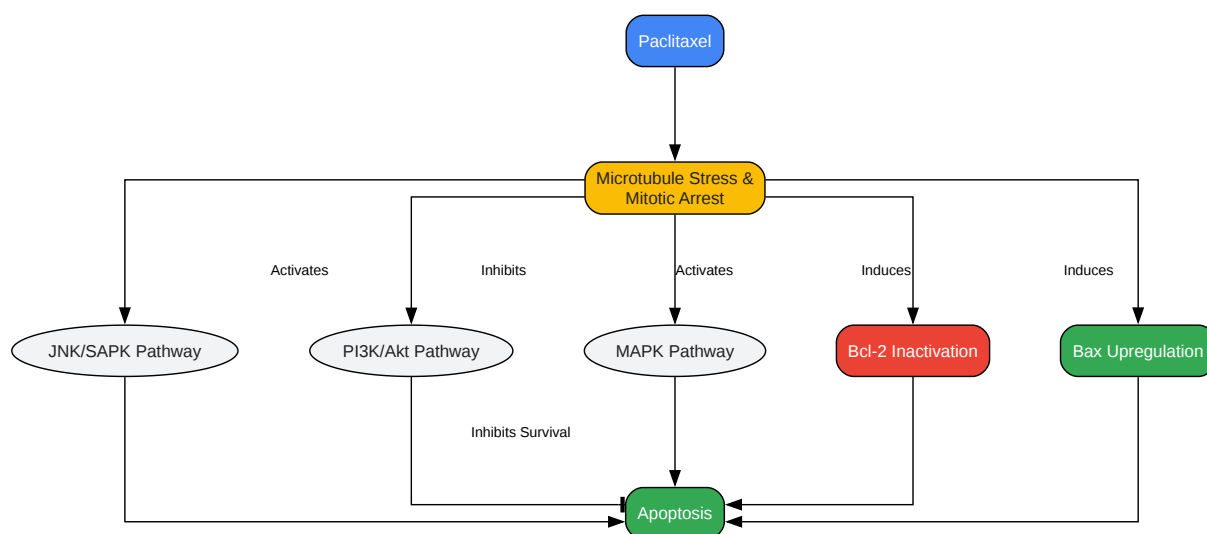 Paclitaxel
Microtubule Stress &
Mitotic Arrest
Activates
Inhibits
Activates
Induces
Induces
JNK/SAPK Pathway
PI3K/Akt Pathway
MAPK Pathway
Bcl-2 Inactivation
Bax Upregulation
Inhibits Survival
Apoptosis